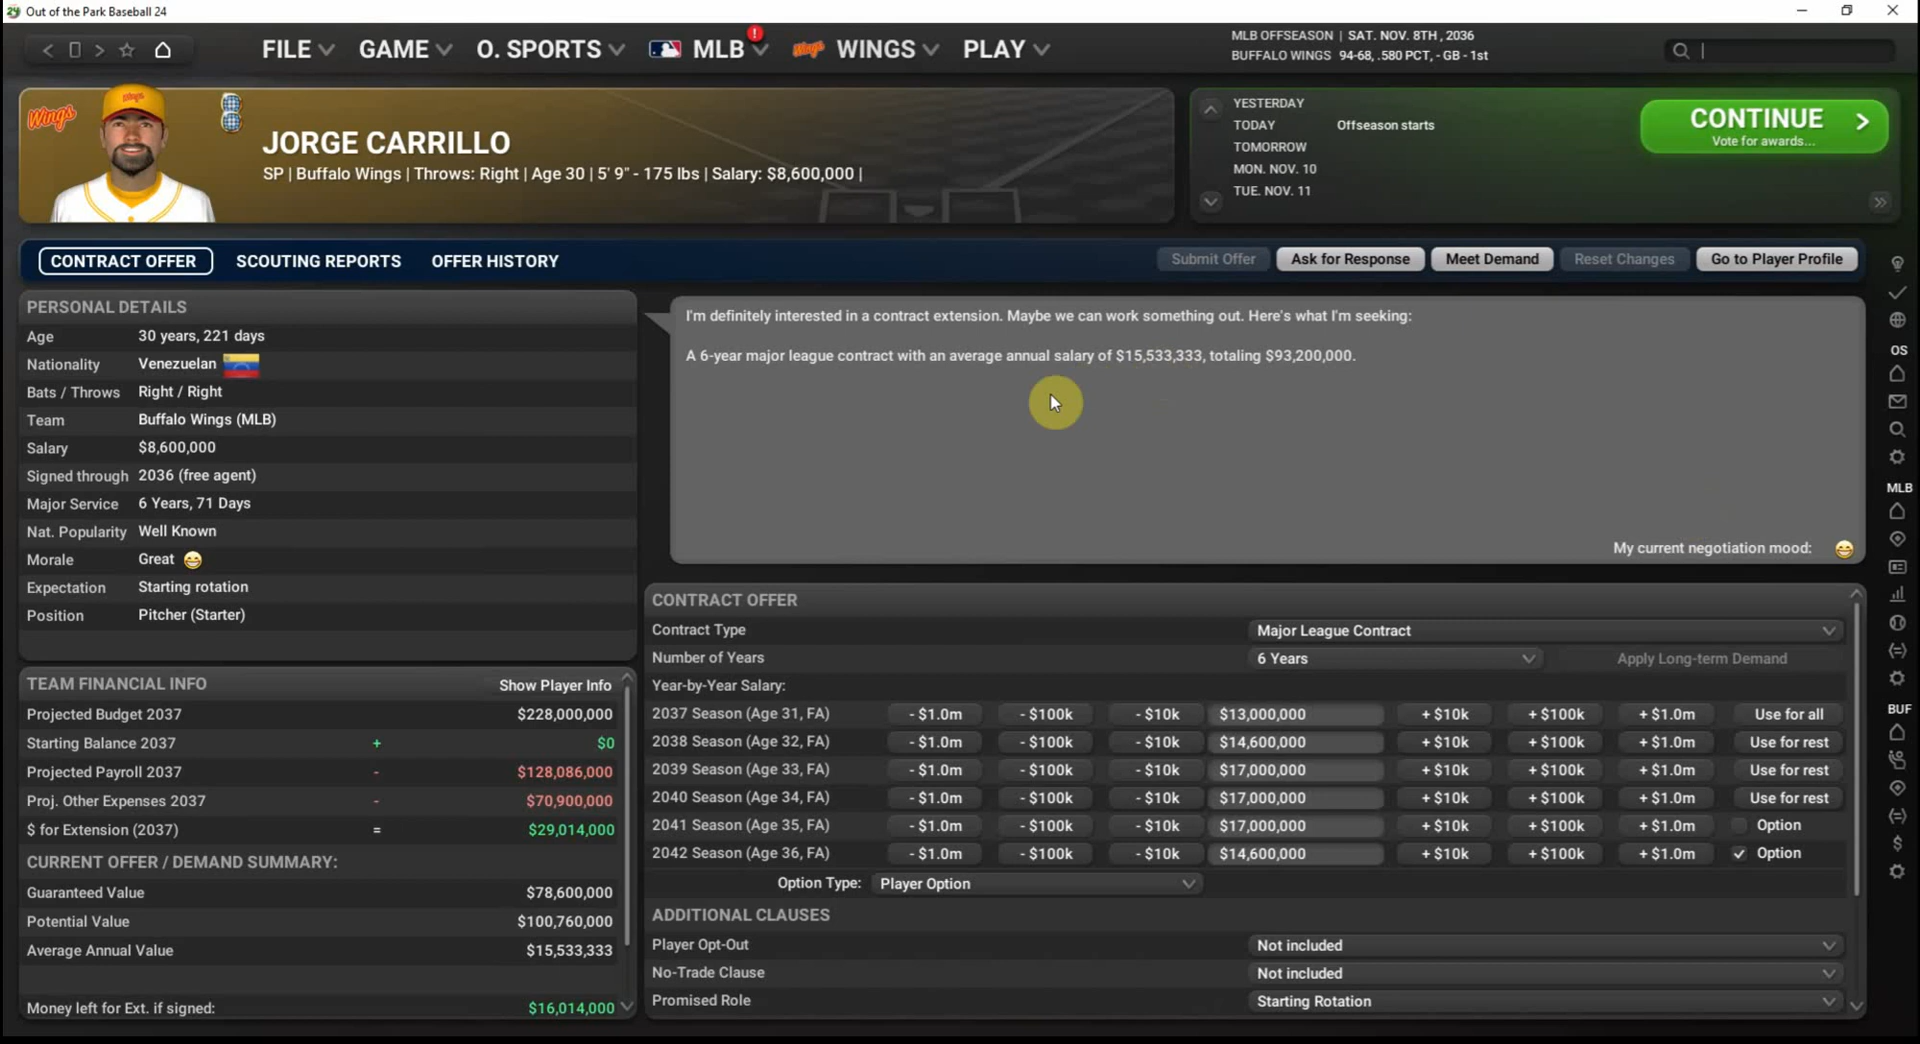 Out of the Park Baseball 24
FILE
GAME
O. SPORTS
MLB
WINGS
PLAY
MLB OFFSEASON | SAT. NOV. 8TH , 2036
BUFFALO WINGS 94-68, .580 PCT, - GB - 1st
Wings
JORGE CARRILLO
SP | Buffalo Wings | Throws: Right | Age 30 | 5' 9" - 175 lbs | Salary: $8,600,000 |
YESTERDAY
TODAY Offseason starts
TOMORROW
MON. NOV. 10
TUE. NOV. 11
CONTINUE
Vote for awards...
CONTRACT OFFER SCOUTING REPORTS OFFER HISTORY
Submit Offer Ask for Response Meet Demand Reset Changes Go to Player Profile
PERSONAL DETAILS
Age 30 years, 221 days
Nationality Venezuelan
Bats / Throws Right / Right
Team Buffalo Wings (MLB)
Salary $8,600,000
Signed through 2036 (free agent)
Major Service 6 Years, 71 Days
Nat. Popularity Well Known
Morale Great
Expectation Starting rotation
Position Pitcher (Starter)
I'm definitely interested in a contract extension. Maybe we can work something out. Here's what I'm seeking:
A 6-year major league contract with an average annual salary of $15,533,333, totaling $93,200,000.
My current negotiation mood:
TEAM FINANCIAL INFO Show Player Info
Projected Budget 2037 $228,000,000
Starting Balance 2037 + $0
Projected Payroll 2037 - $128,086,000
Proj. Other Expenses 2037 - $70,900,000
$ for Extension (2037) = $29,014,000
CURRENT OFFER / DEMAND SUMMARY:
Guaranteed Value $78,600,000
Potential Value $100,760,000
Average Annual Value $15,533,333
Money left for Ext. if signed: $16,014,000
CONTRACT OFFER
Contract Type Major League Contract
Number of Years 6 Years Apply Long-term Demand
Year-by-Year Salary:
2037 Season (Age 31, FA) - $1.0m - $100k - $10k $13,000,000 + $10k + $100k + $1.0m Use for all
2038 Season (Age 32, FA) - $1.0m - $100k - $10k $14,600,000 + $10k + $100k + $1.0m Use for rest
2039 Season (Age 33, FA) - $1.0m - $100k - $10k $17,000,000 + $10k + $100k + $1.0m Use for rest
2040 Season (Age 34, FA) - $1.0m - $100k - $10k $17,000,000 + $10k + $100k + $1.0m Use for rest
2041 Season (Age 35, FA) - $1.0m - $100k - $10k $17,000,000 + $10k + $100k + $1.0m Option
2042 Season (Age 36, FA) - $1.0m - $100k - $10k $14,600,000 + $10k + $100k + $1.0m Option
Option Type: Player Option
ADDITIONAL CLAUSES
Player Opt-Out Not included
No-Trade Clause Not included
Promised Role Starting Rotation
OS
MLB
BUF